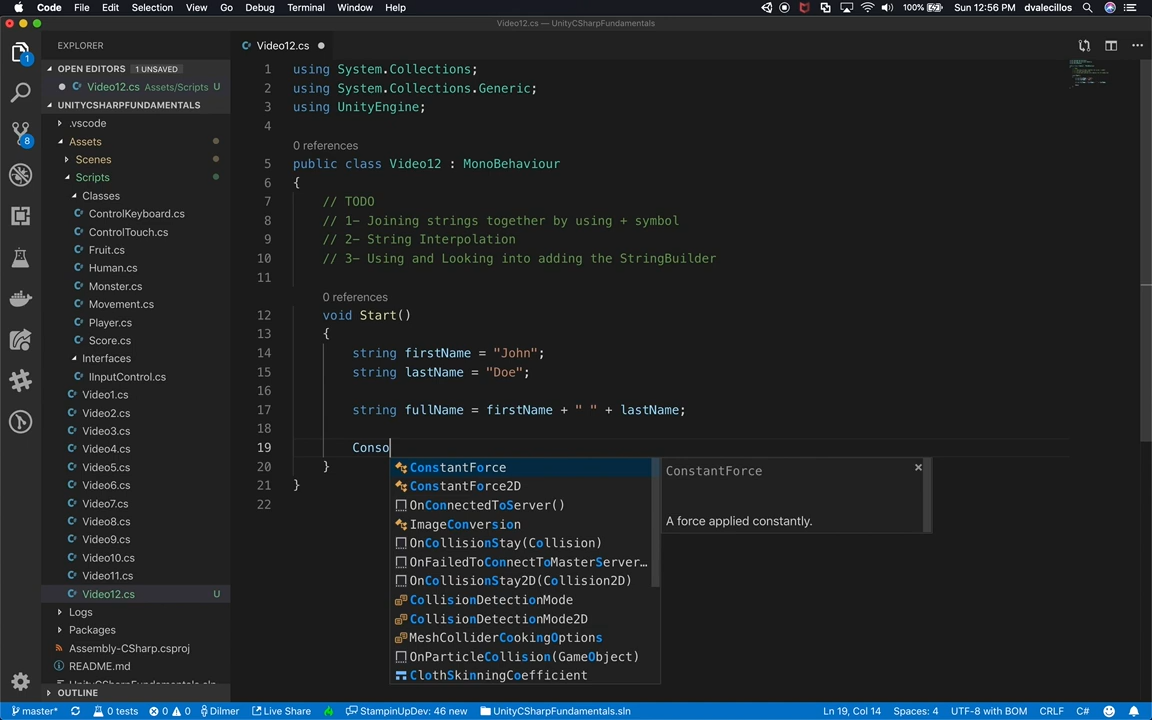 Code File Edit Selection View Go Debug Terminal Window Help 100% Sun 12:56 PM dvalecillos
Video12.cs — UnityCSharpFundamentals
EXPLORER
OPEN EDITORS 1 UNSAVED
Video12.cs Assets/Scripts U
UNITYCSHARPFUNDAMENTALS
.vscode
Assets
Scenes
Scripts
Classes
ControlKeyboard.cs
ControlTouch.cs
Fruit.cs
Human.cs
Monster.cs
Movement.cs
Player.cs
Score.cs
Interfaces
IInputControl.cs
Video1.cs
Video2.cs
Video3.cs
Video4.cs
Video5.cs
Video6.cs
Video7.cs
Video8.cs
Video9.cs
Video10.cs
Video11.cs
Video12.cs U
Logs
Packages
Assembly-CSharp.csproj
README.md
UnityCSharpFundamentals.sln
OUTLINE
1
8
Video12.cs
1 using System.Collections;
2 using System.Collections.Generic;
3 using UnityEngine;
4
0 references
5 public class Video12 : MonoBehaviour
6 {
7 // TODO
8 // 1- Joining strings together by using + symbol
9 // 2- String Interpolation
10 // 3- Using and Looking into adding the StringBuilder
11
0 references
12 void Start()
13 {
14 string firstName = "John";
15 string lastName = "Doe";
16
17 string fullName = firstName + " " + lastName;
18
19 Conso
20 }
21 }
22
ConstantForce
ConstantForce2D
OnConnectedToServer()
ImageConversion
OnCollisionStay(Collision)
OnFailedToConnectToMasterServer…
OnCollisionStay2D(Collision2D)
CollisionDetectionMode
CollisionDetectionMode2D
MeshColliderCookingOptions
OnParticleCollision(GameObject)
ClothSkinningCoefficient
ConstantForce
A force applied constantly.
master* 0 tests 0 0 Dilmer Live Share StampinUpDev: 46 new UnityCSharpFundamentals.sln Ln 19, Col 14 Spaces: 4 UTF-8 with BOM CRLF C#